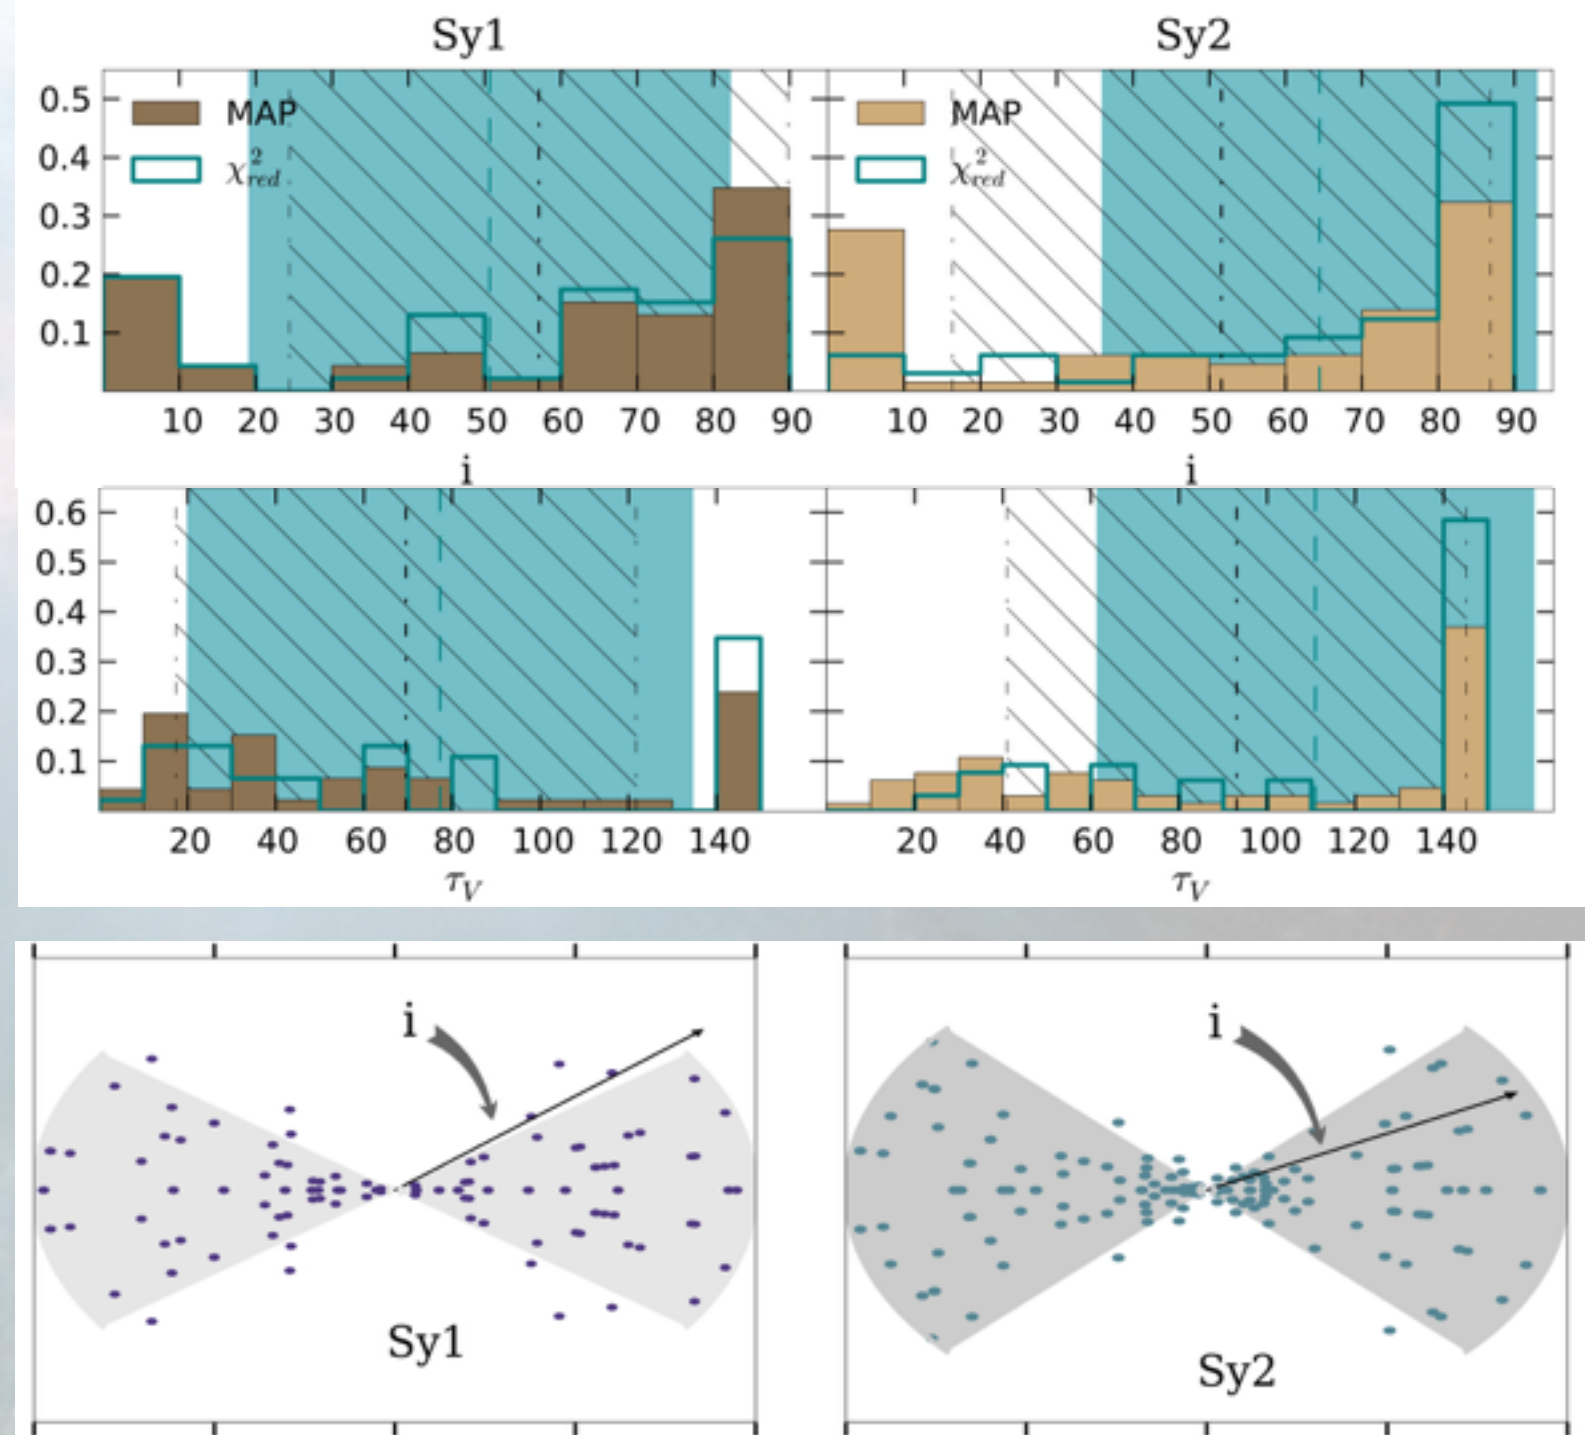 Sy1 Sy2
0.5 MAP MAP
0.4 χ²red χ²red
0.3
0.2
0.1
10 20 30 40 50 60 70 80 90 10 20 30 40 50 60 70 80 90
i i
0.6
0.5
0.4
0.3
0.2
0.1
20 40 60 80 100 120 140 20 40 60 80 100 120 140
τV τV
i i
Sy1 Sy2